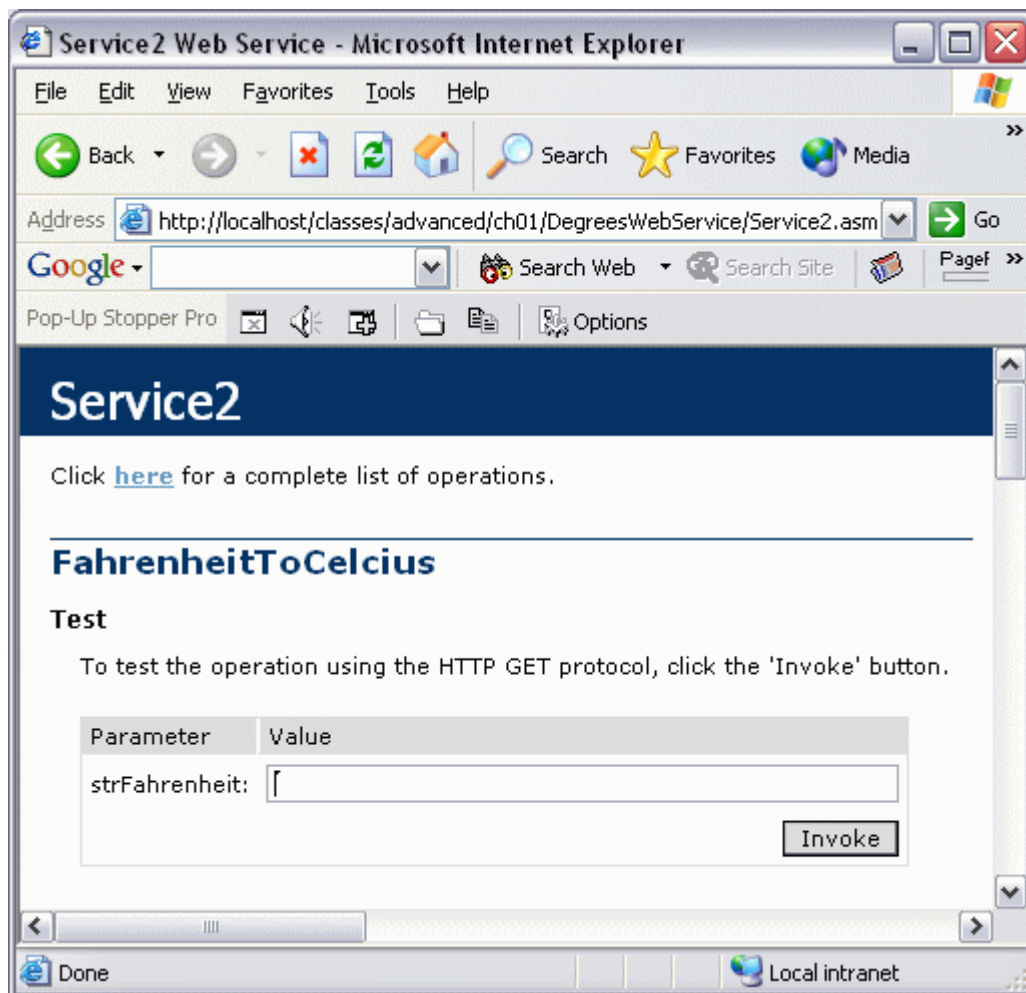 Service2 Web Service - Microsoft Internet Explorer
File Edit View Favorites Tools Help
Back Search Favorites Media »
Address http://localhost/classes/advanced/ch01/DegreesWebService/Service2.asm Go
Google Search Web Search Site PageR »
Pop-Up Stopper Pro Options
Service2
Click here for a complete list of operations.
FahrenheitToCelcius
Test
To test the operation using the HTTP GET protocol, click the 'Invoke' button.
Parameter Value
strFahrenheit:
Invoke
Done Local intranet